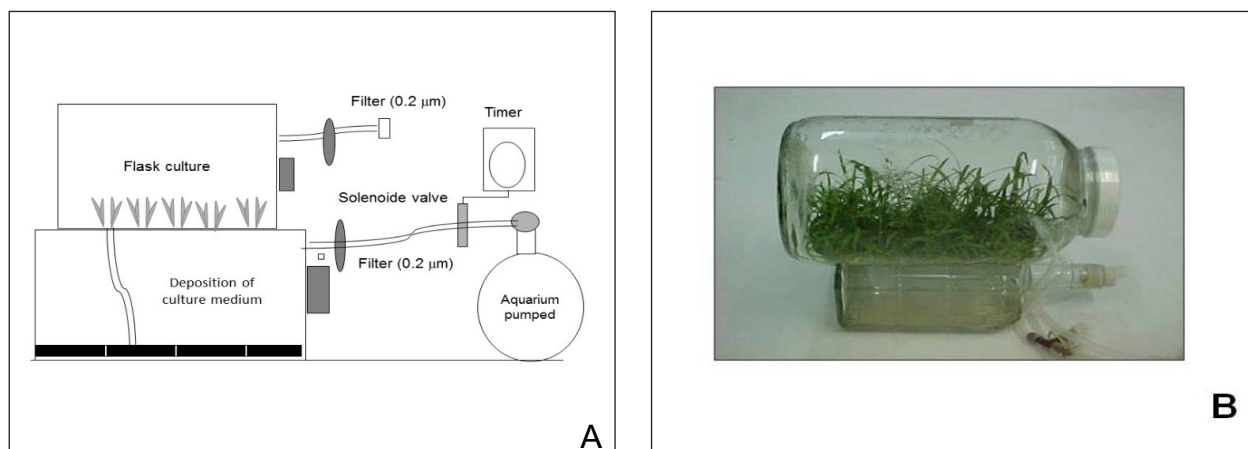 Filter (0.2 µm)
Timer
Flask culture
Solenoide valve
Filter (0.2 µm)
Deposition of
culture medium
Aquarium
pumped
A
B